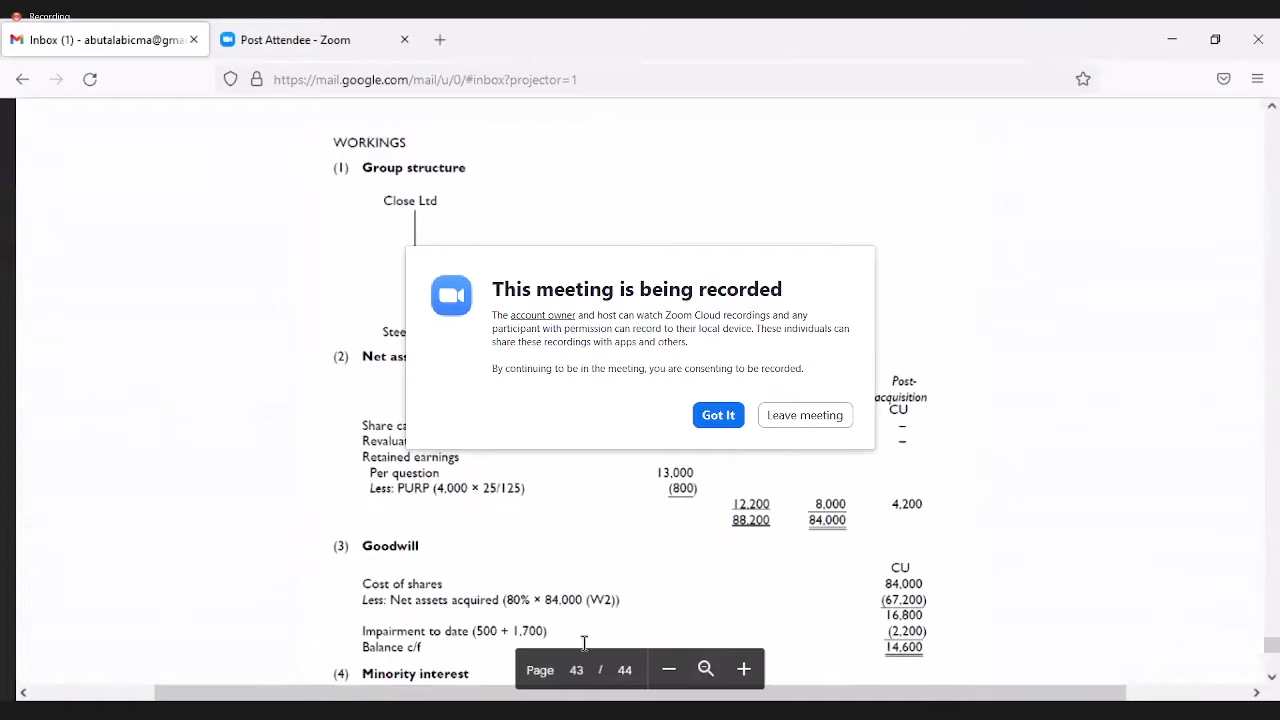 Recording
Inbox (1) - abutalabicma@gma
Post Attendee - Zoom
https://mail.google.com/mail/u/0/#inbox?projector=1
WORKINGS
(1) Group structure
Close Ltd
This meeting is being recorded
The account owner and host can watch Zoom Cloud recordings and any
participant with permission can record to their local device. These individuals can
share these recordings with apps and others.
By continuing to be in the meeting, you are consenting to be recorded.
Got It Leave meeting
Stee
(2) Net ass
Post-
acquisition
CU
Share ca –
Revaluat –
Retained earnings
Per question 13,000
Less: PURP (4,000 × 25/125) (800)
12,200 8,000 4,200
88,200 84,000
(3) Goodwill
CU
Cost of shares 84,000
Less: Net assets acquired (80% × 84,000 (W2)) (67,200)
16,800
Impairment to date (500 + 1,700) (2,200)
Balance c/f 14,600
Page 43 / 44
(4) Minority interest